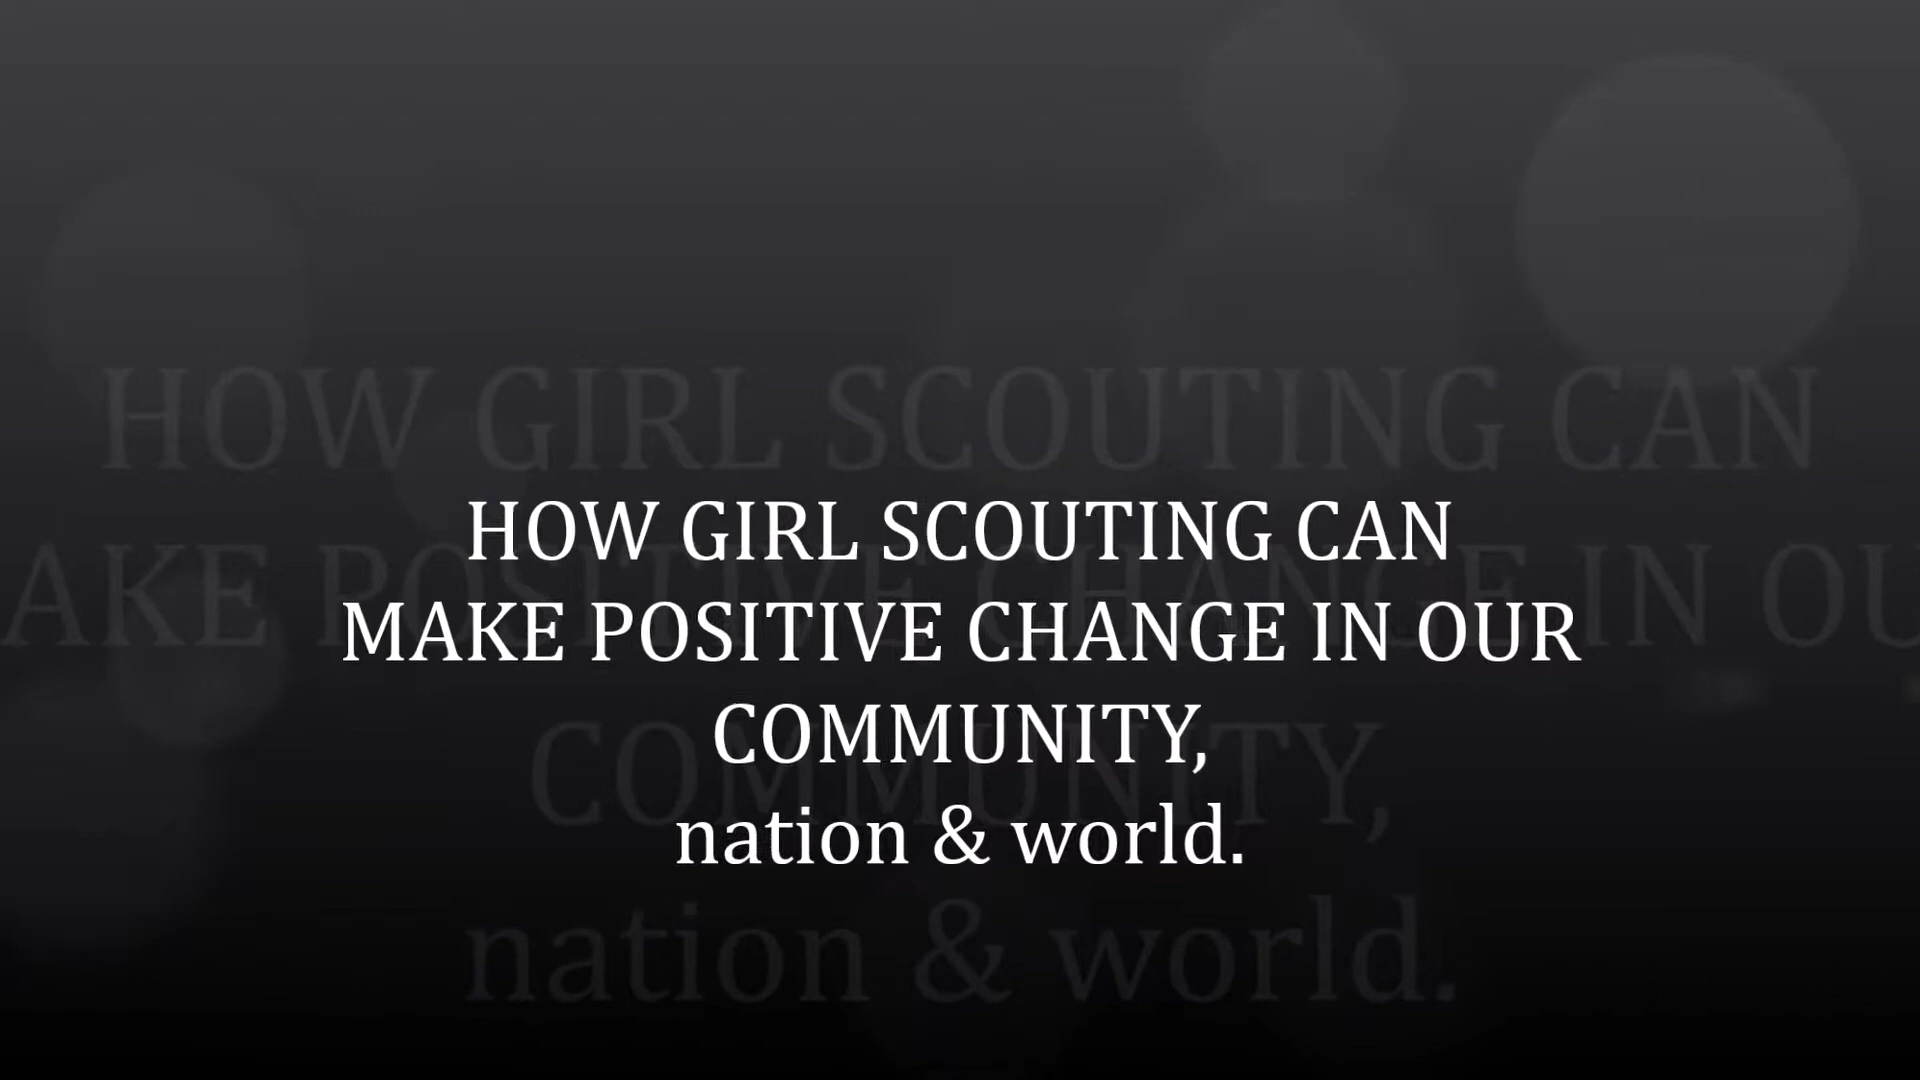 HOW GIRL SCOUTING CAN
MAKE POSITIVE CHANGE IN OUR
COMMUNITY,
nation & world.